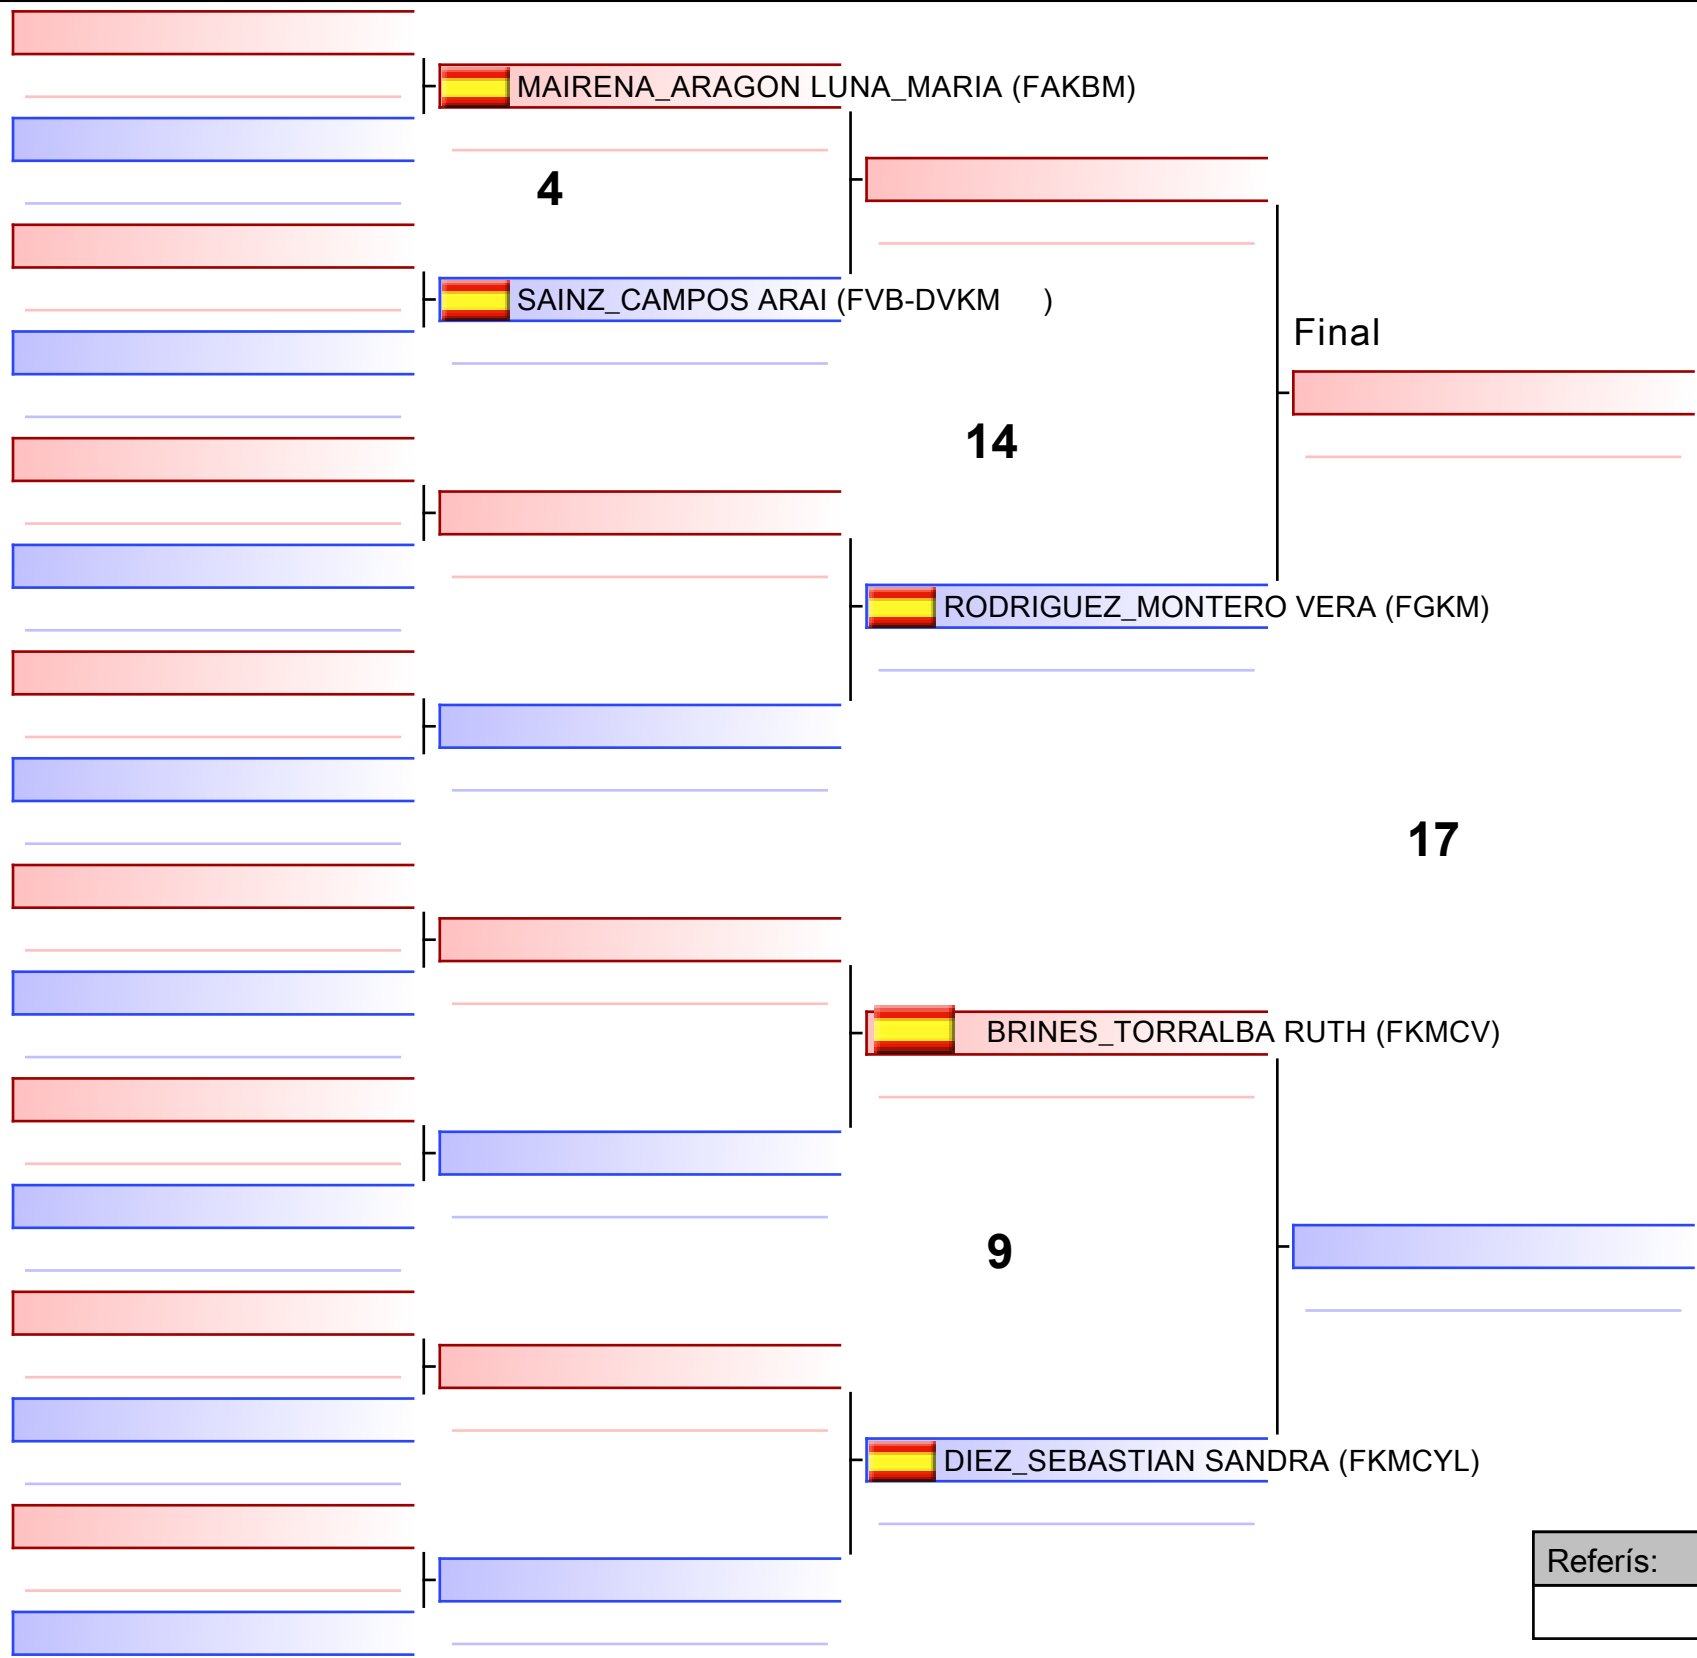 MAIRENA_ARAGON LUNA_MARIA (FAKBM)
4
SAINZ_CAMPOS ARAI (FVB-DVKM )
Final
14
RODRIGUEZ_MONTERO VERA (FGKM)
17
BRINES_TORRALBA RUTH (FKMCV)
9
DIEZ_SEBASTIAN SANDRA (FKMCYL)
Referís: